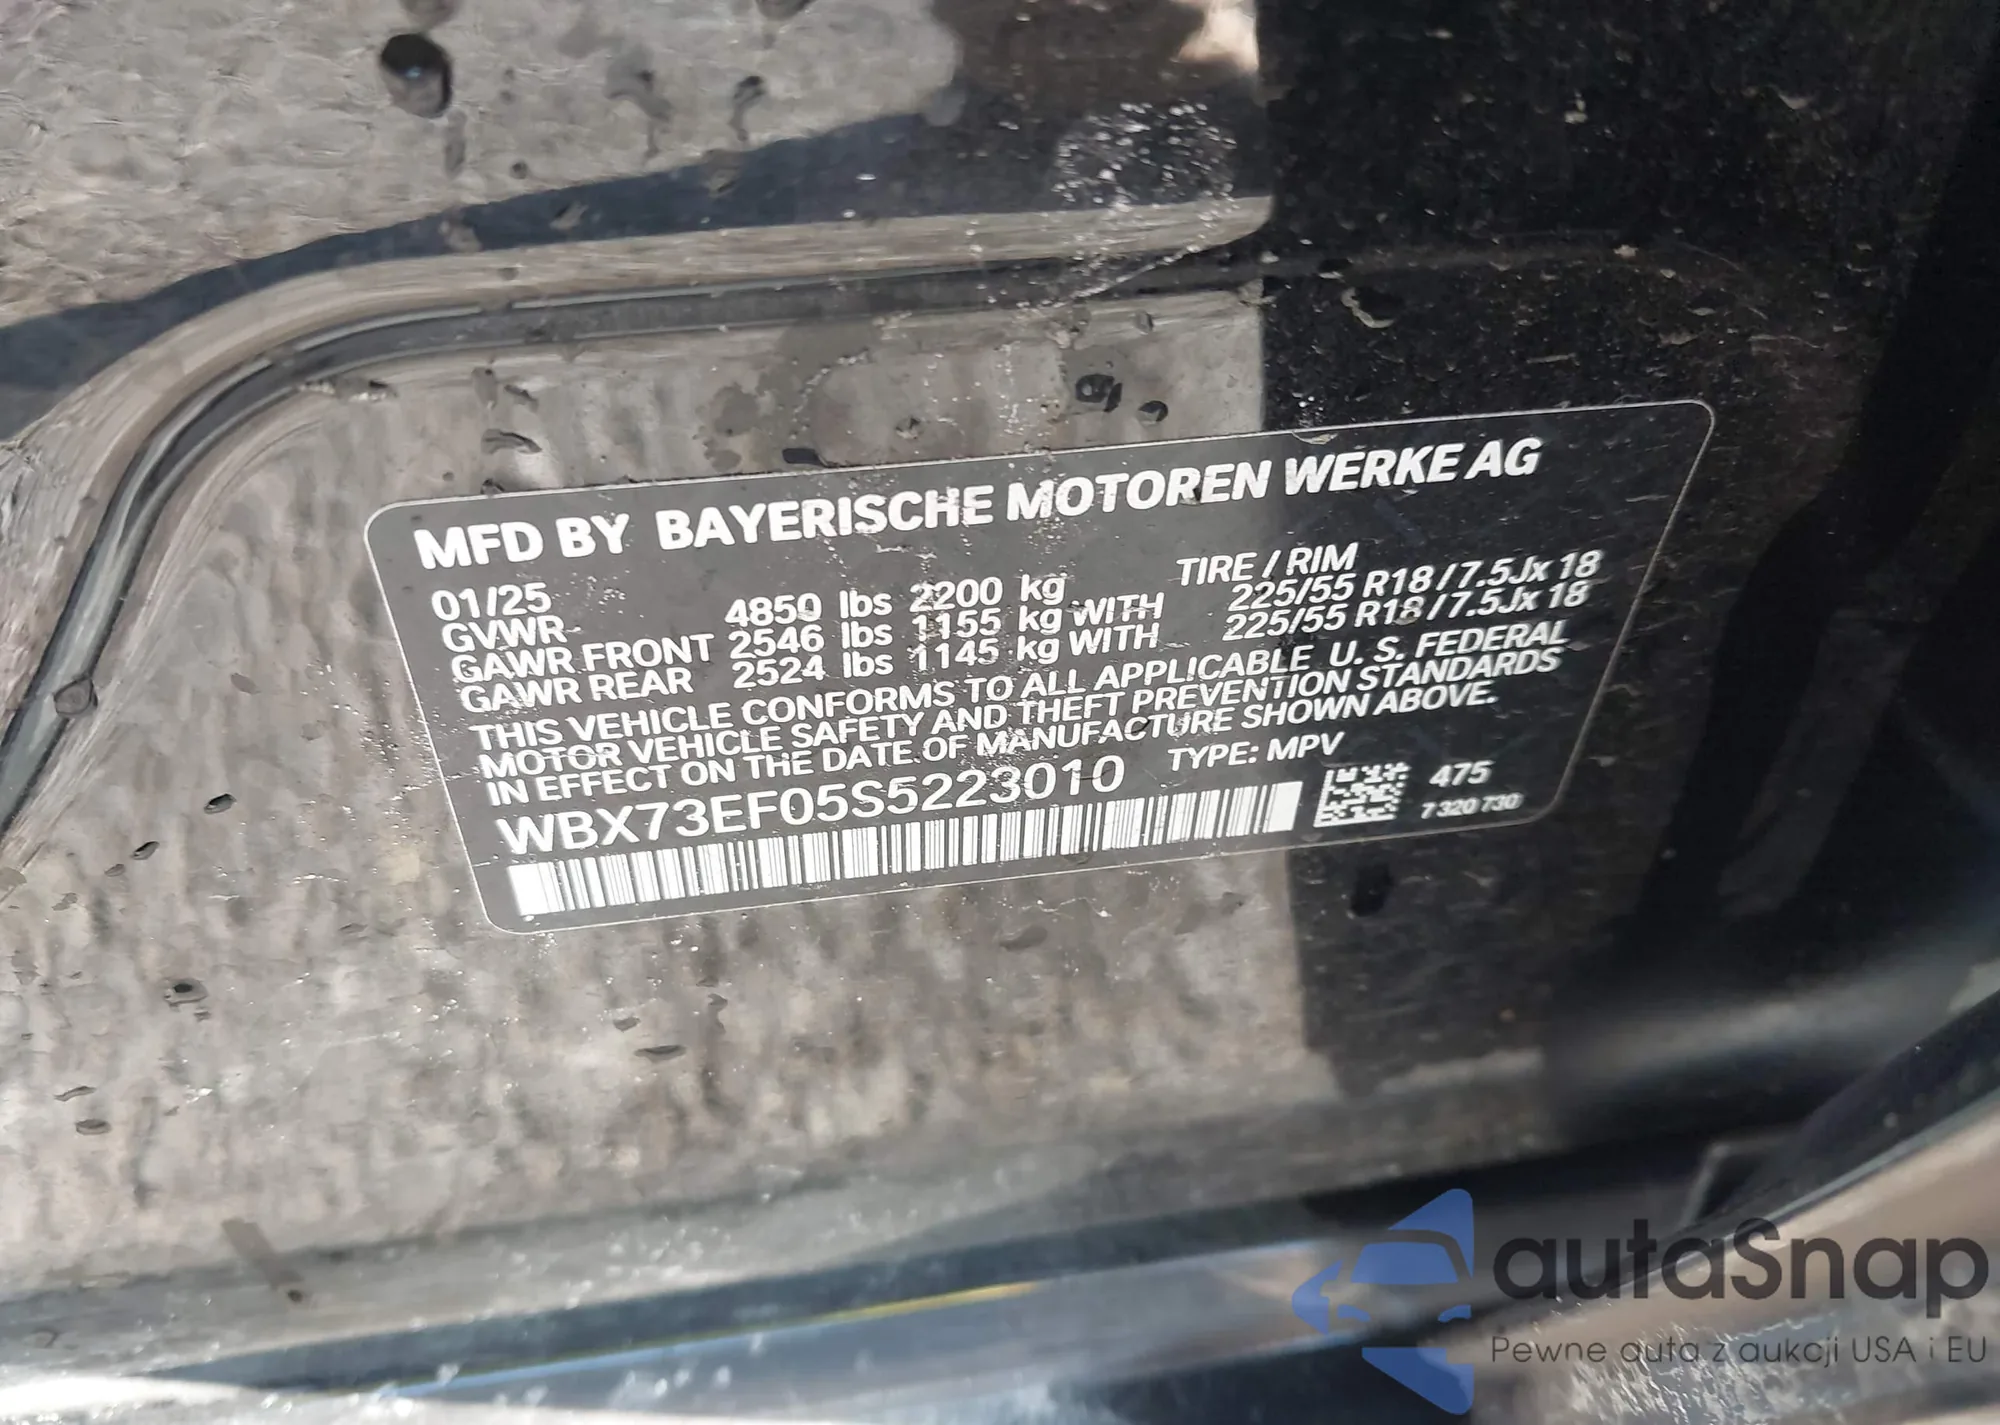 MFD BY BAYERISCHE MOTOREN WERKE AG
01/25 TIRE / RIM
GVWR 4850 lbs 2200 kg
GAWR FRONT 2546 lbs 1155 kg WITH 225/55 R18 / 7.5Jx 18
GAWR REAR 2524 lbs 1145 kg WITH 225/55 R18 / 7.5Jx 18
THIS VEHICLE CONFORMS TO ALL APPLICABLE U. S. FEDERAL
MOTOR VEHICLE SAFETY AND THEFT PREVENTION STANDARDS
IN EFFECT ON THE DATE OF MANUFACTURE SHOWN ABOVE.
WBX73EF05S5223010 TYPE: MPV
475
7 320 730
autaSnap
Pewne auta z aukcji USA i EU